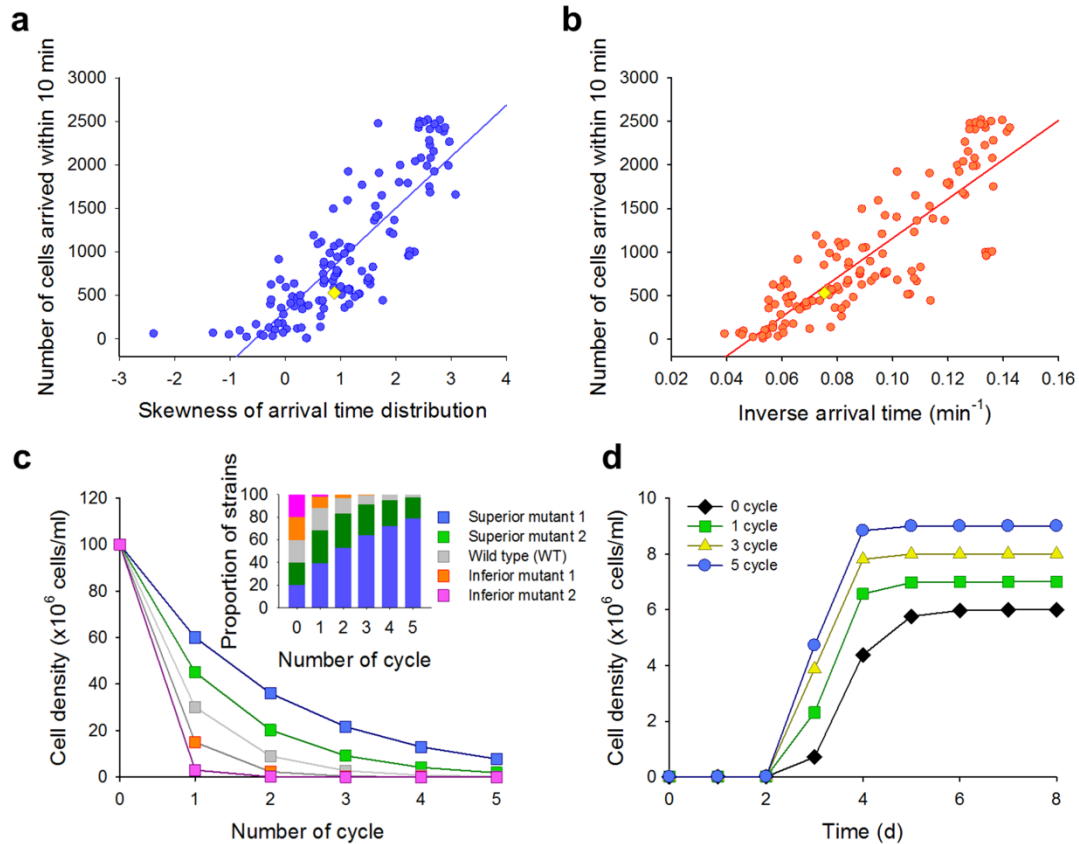 a
Number of cells arrived within 10 min
3000
2500
2000
1500
1000
500
0
-3 -2 -1 0 1 2 3 4
Skewness of arrival time distribution
b
Number of cells arrived within 10 min
3000
2500
2000
1500
1000
500
0
0.02 0.04 0.06 0.08 0.10 0.12 0.14 0.16
Inverse arrival time (min⁻¹)
c
Cell density (x10⁶ cells/ml)
120
100
80
60
40
20
0
0 1 2 3 4 5
Number of cycle
Proportion of strains
100
80
60
40
20
0
0 1 2 3 4 5
Number of cycle
Superior mutant 1
Superior mutant 2
Wild type (WT)
Inferior mutant 1
Inferior mutant 2
d
Cell density (x10⁶ cells/ml)
10
8
6
4
2
0
0 2 4 6 8
Time (d)
0 cycle
1 cycle
3 cycle
5 cycle